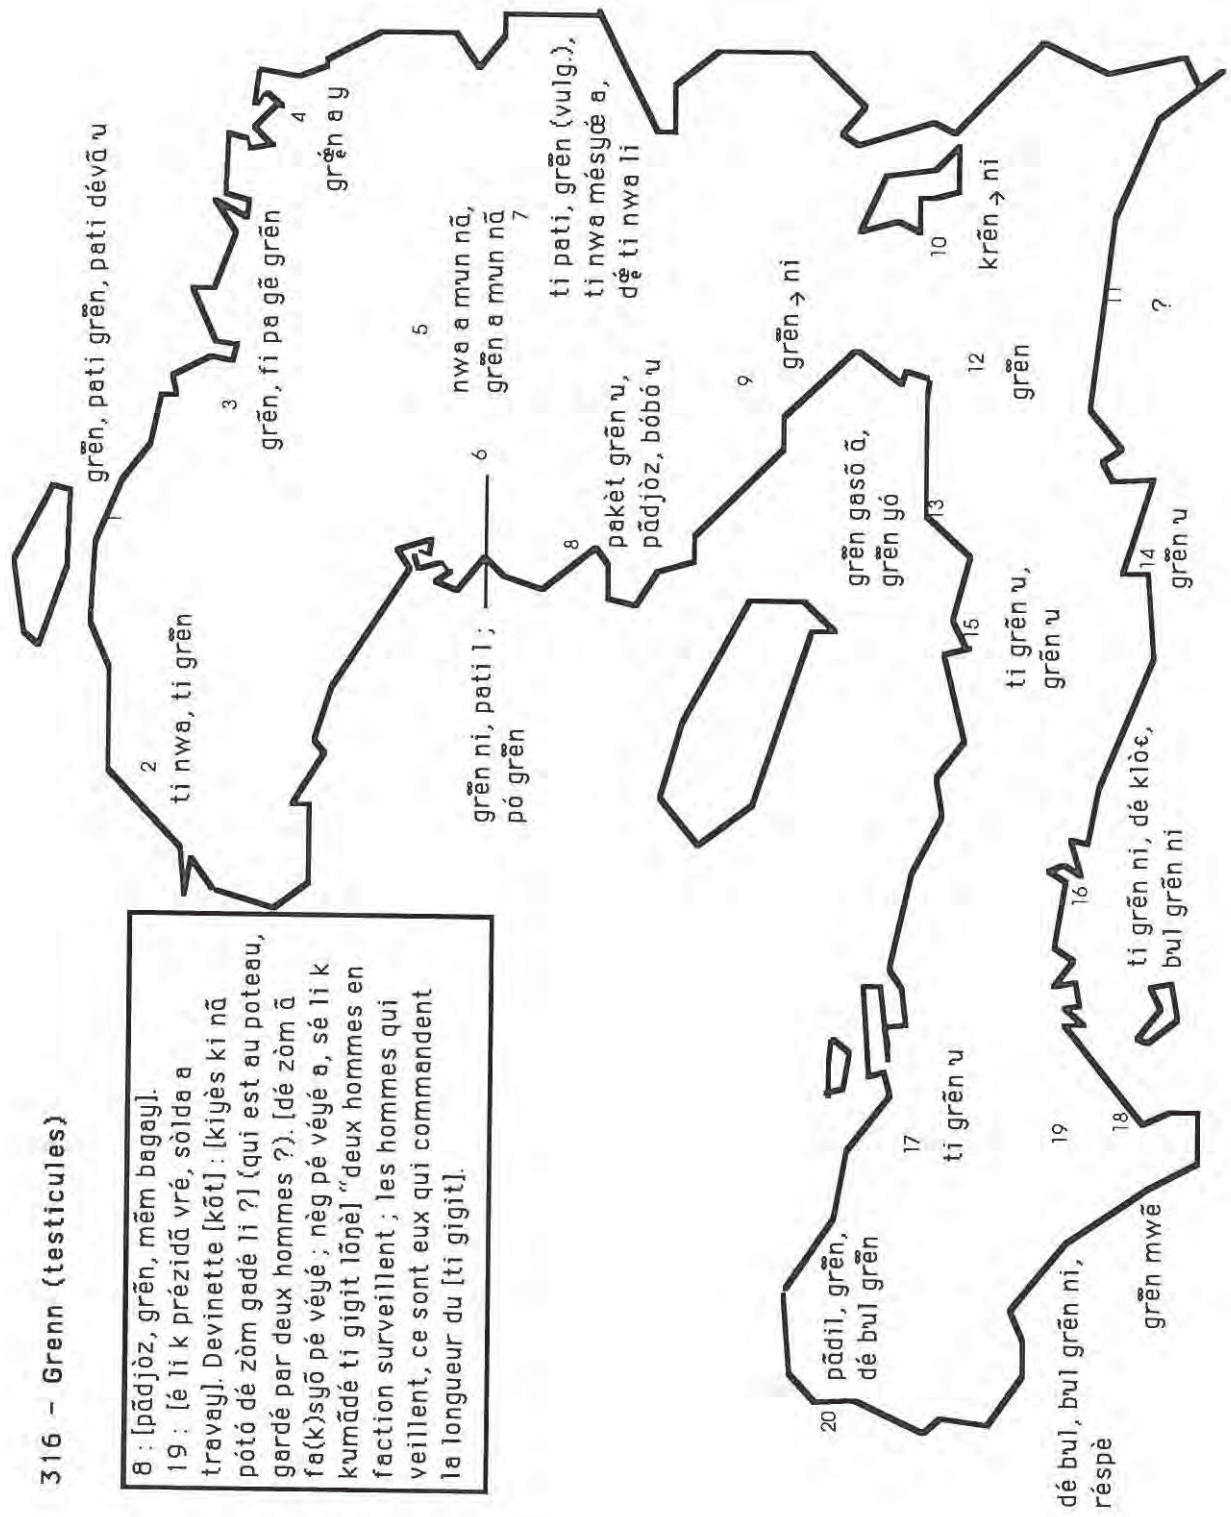 316 – Grenn (testicules)
8 : [pãdjòz, grẽn, mẽm bagay].
19 : [é li k prézidã vré, sòlda a
travay]. Devinette [kõt] : [kiyès ki nã
pótó dé zòm gadé li ?] (qui est au poteau,
gardé par deux hommes ?). [dé zòm ã
fa(k)syõ pé véyé ; nèg pé véyé a, sé li k
kumãdé ti gigit lõŋè] "deux hommes en
faction surveillent ; les hommes qui
veillent, ce sont eux qui commandent
la longueur du [ti gigit].
1
grẽn, pati grẽn, pati dévã u
2
ti nwa, ti grẽn
3
grẽn, fi pa gẽ grẽn
4
grœ̃n a y
5
nwa a mun nã,
grẽn a mun nã
6
grẽn ni, pati l ;
pó grẽn
7
ti pati, grẽn (vulg.),
ti nwa mésyœ́ a,
dœ́ ti nwa li
8
pakèt grẽn u,
pãdjòz, bóbó u
9
grẽn → ni
10
krẽn → ni
11
?
12
grẽn
13
grẽn gasõ ã,
grẽn yó
14
grẽn u
15
ti grẽn u,
grẽn u
16
ti grẽn ni, dé klòɛ,
bul grẽn ni
17
ti grẽn u
18
grẽn mwẽ
19
dé bul, bul grẽn ni,
réspè
20
pãdil, grẽn,
dé bul grẽn